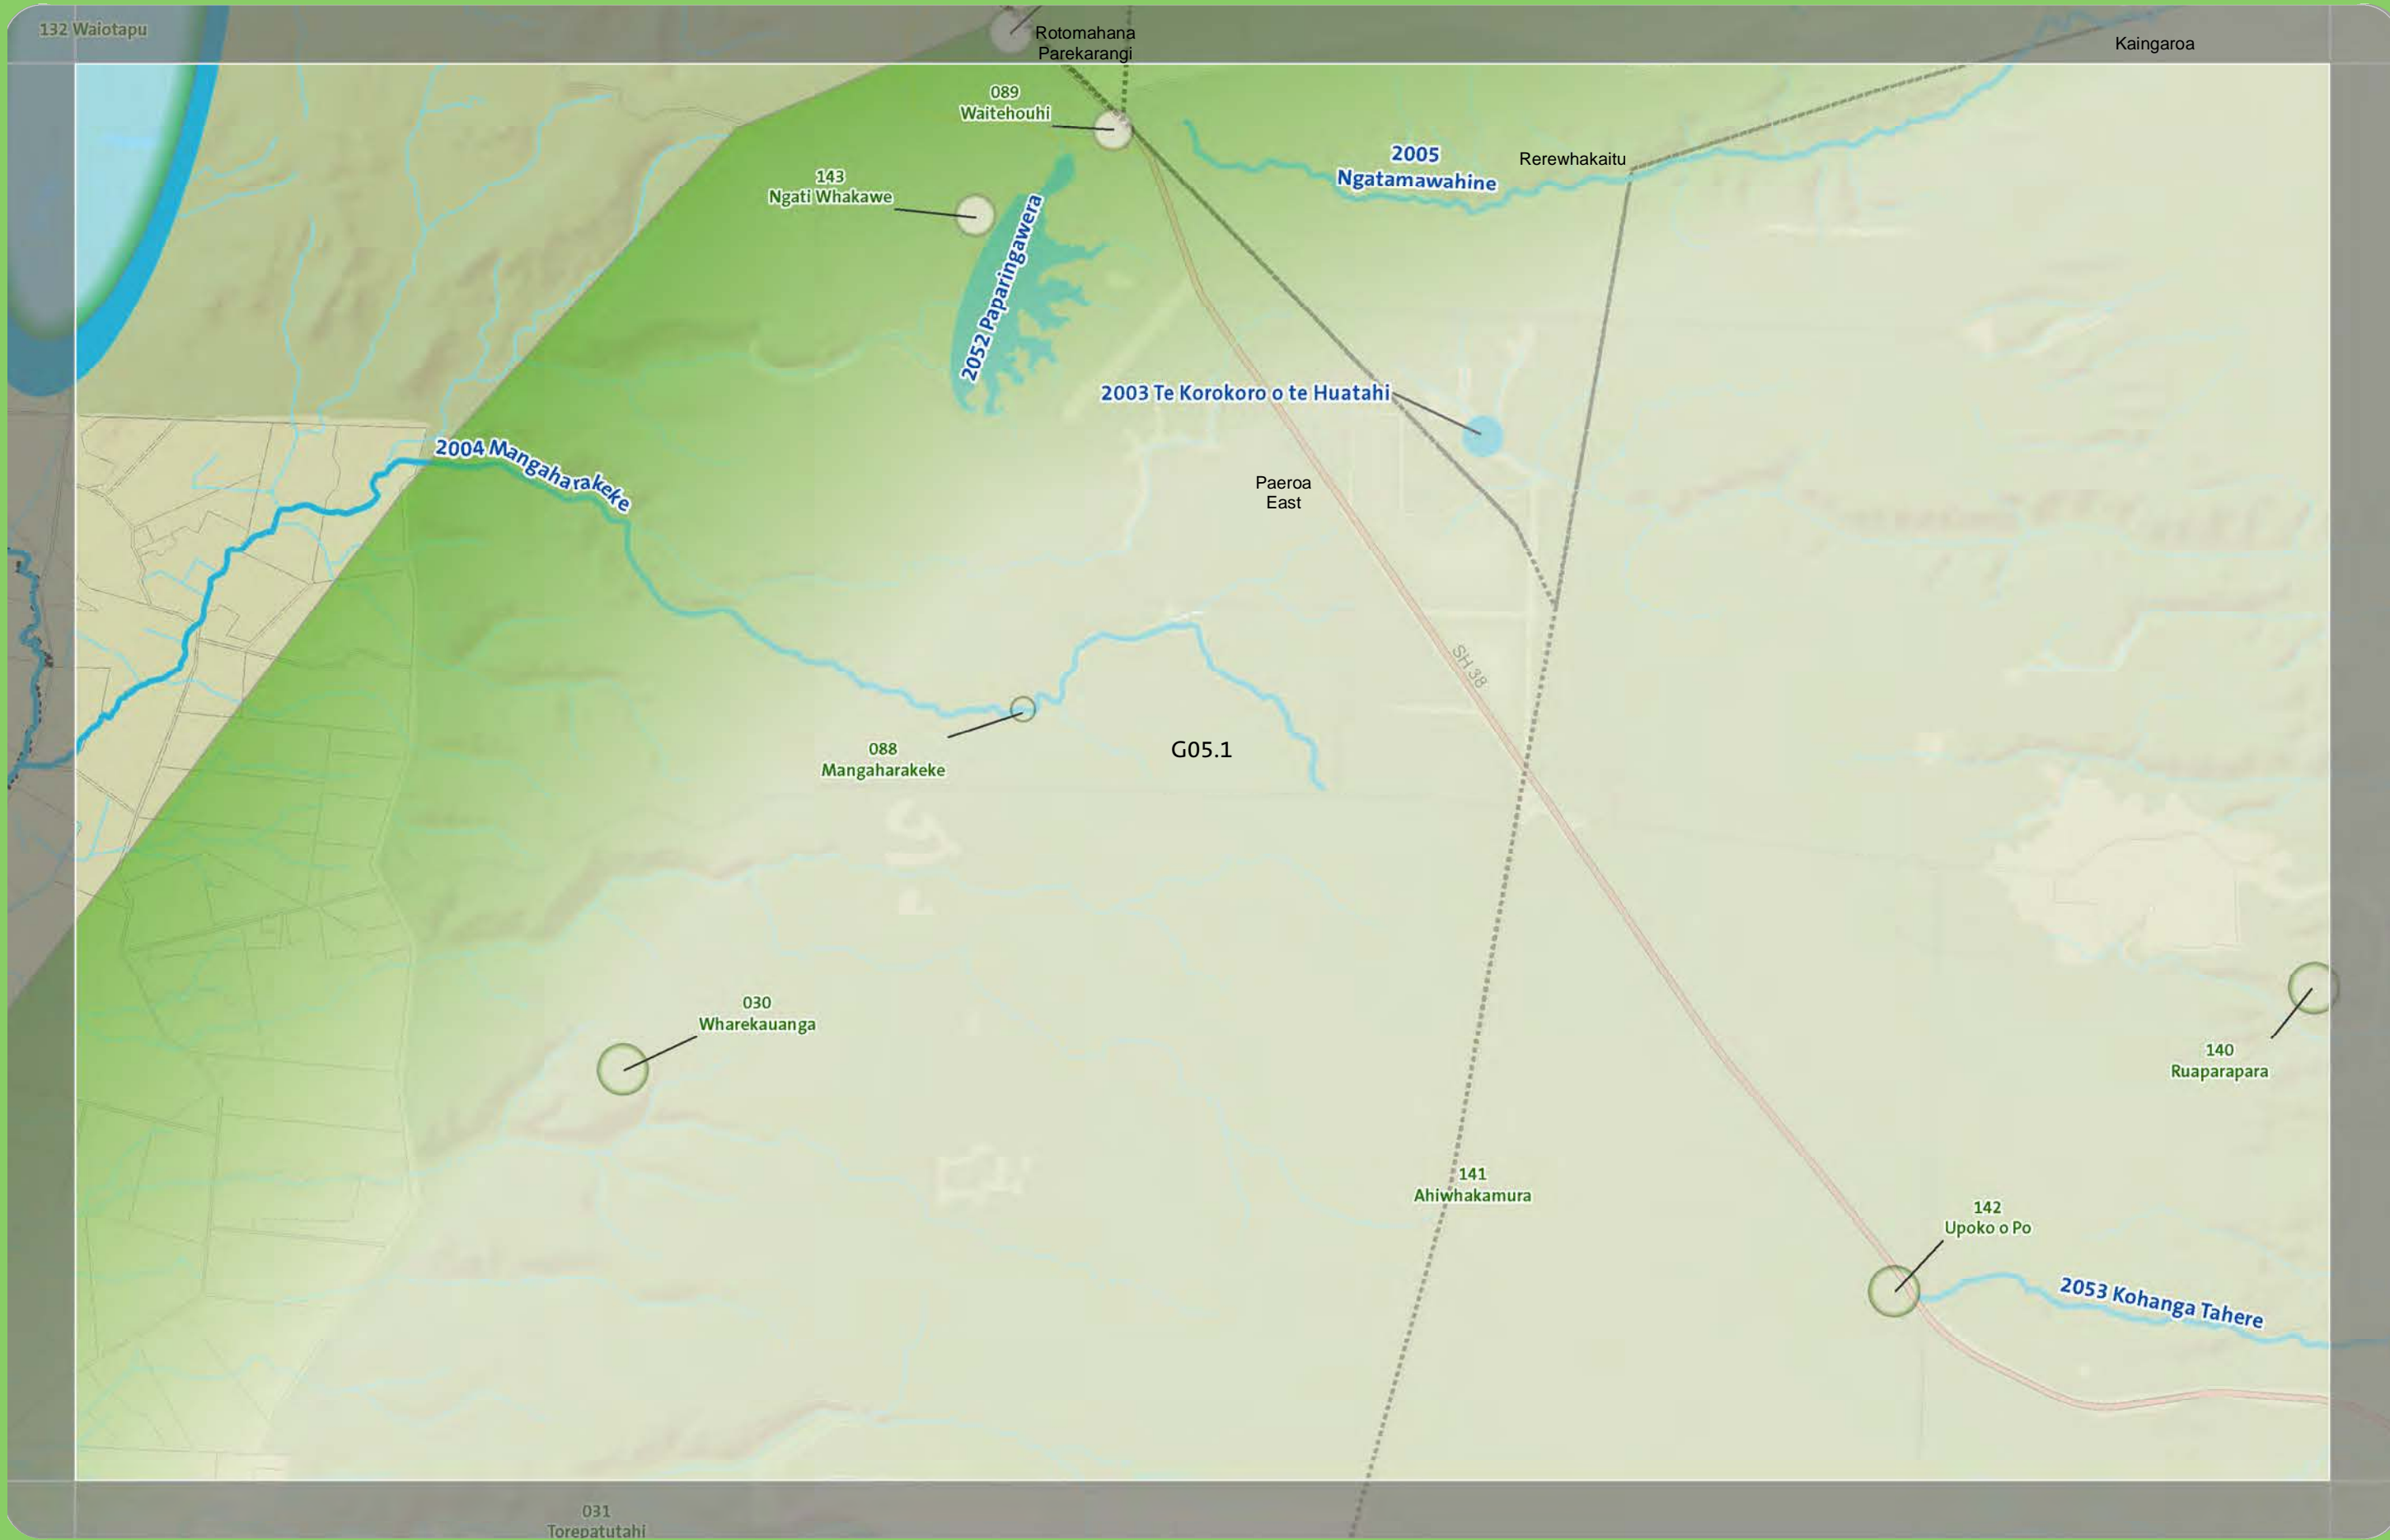 132 Waiotapu
Rotomahana
Parekarangi
Kaingaroa
089
Waitehouhi
2005
Ngatamawahine
Rerewhakaitu
143
Ngati Whakawe
2052 Paparingawera
2003 Te Korokoro o te Huatahi
2004 Mangaharakeke
Paeroa
East
SH 38
088
Mangaharakeke
G05.1
030
Wharekauanga
140
Ruaparapara
141
Ahiwhakamura
142
Upoko o Po
2053 Kohanga Tahere
031
Torepatutahi